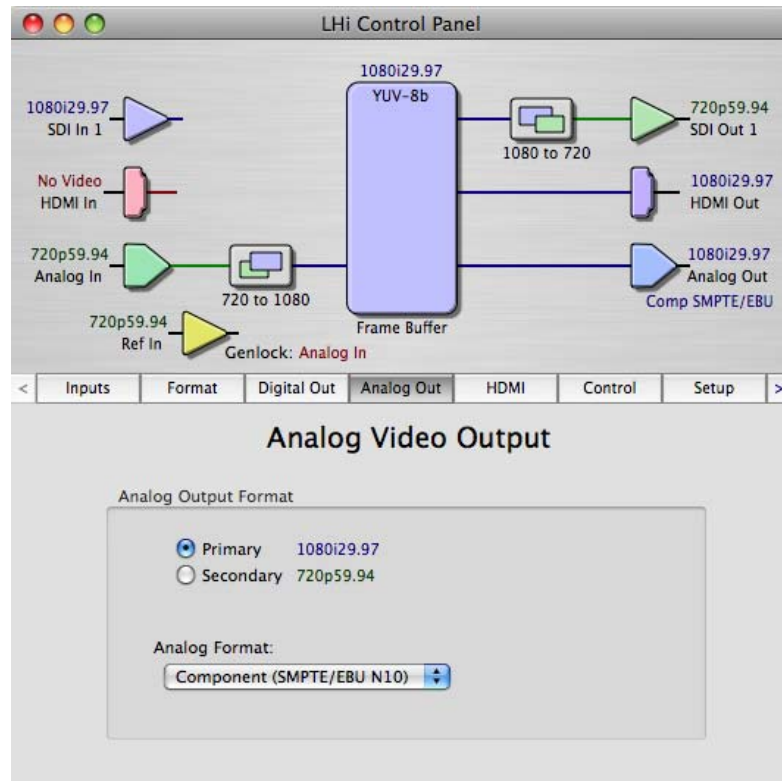 LHi Control Panel
1080i29.97
YUV-8b
1080i29.97
SDI In 1
1080 to 720
720p59.94
SDI Out 1
No Video
HDMI In
1080i29.97
HDMI Out
720p59.94
Analog In
720 to 1080
1080i29.97
Analog Out
Comp SMPTE/EBU
720p59.94
Ref In
Genlock: Analog In
Frame Buffer
< Inputs Format Digital Out Analog Out HDMI Control Setup >
Analog Video Output
Analog Output Format
Primary 1080i29.97
Secondary 720p59.94
Analog Format:
Component (SMPTE/EBU N10)